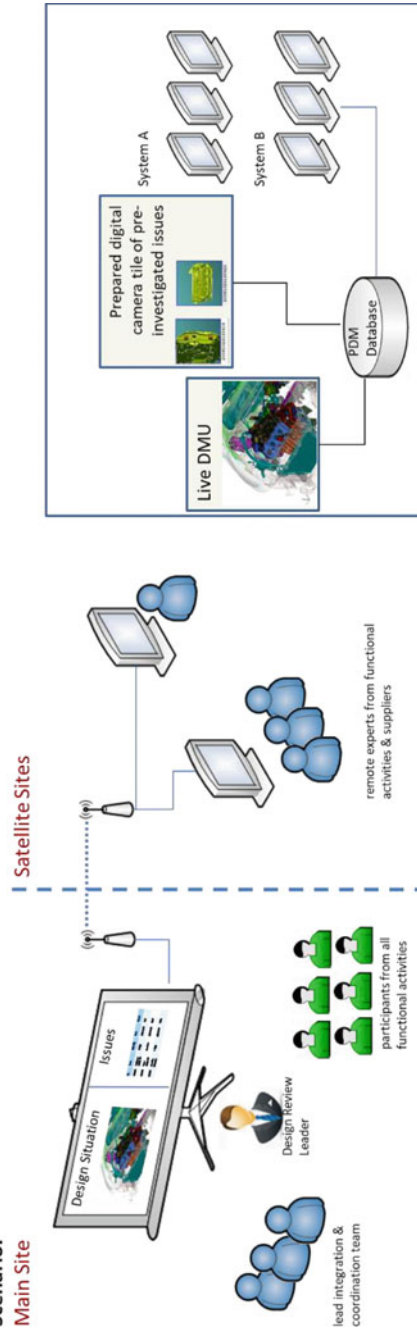 scenario:
Main Site
Satellite Sites
Design Situation
Issues
Design Review
Leader
lead integration &
coordination team
participants from all
functional activities
remote experts from functional
activities & suppliers
Live DMU
Prepared digital
camera tile of pre-
investigated issues
PDM
Database
System A
System B